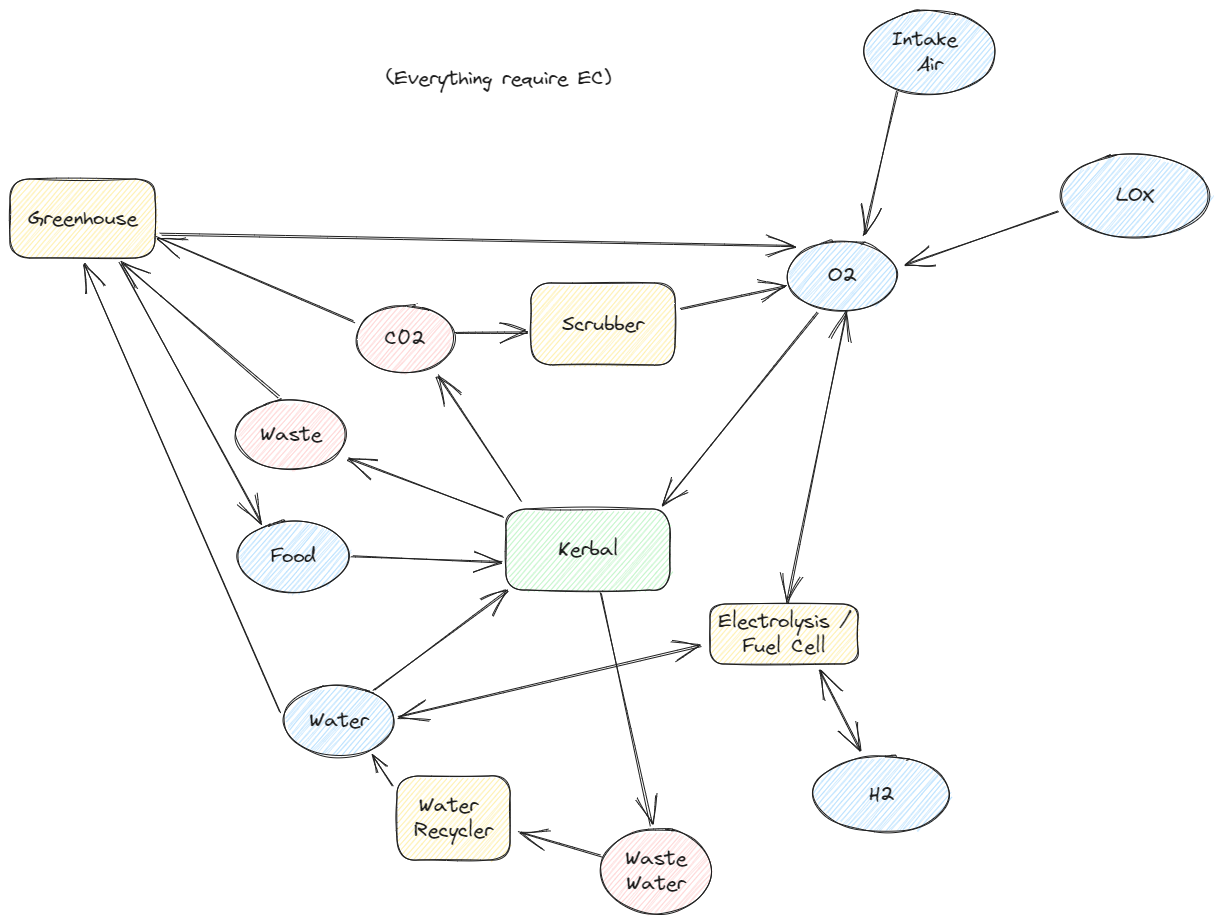 Intake
Air
(Everything require EC)
LOX
Greenhouse
O2
Scrubber
CO2
Waste
Food
Kerbal
Electrolysis /
Fuel Cell
Water
H2
Water
Recycler
Waste
Water